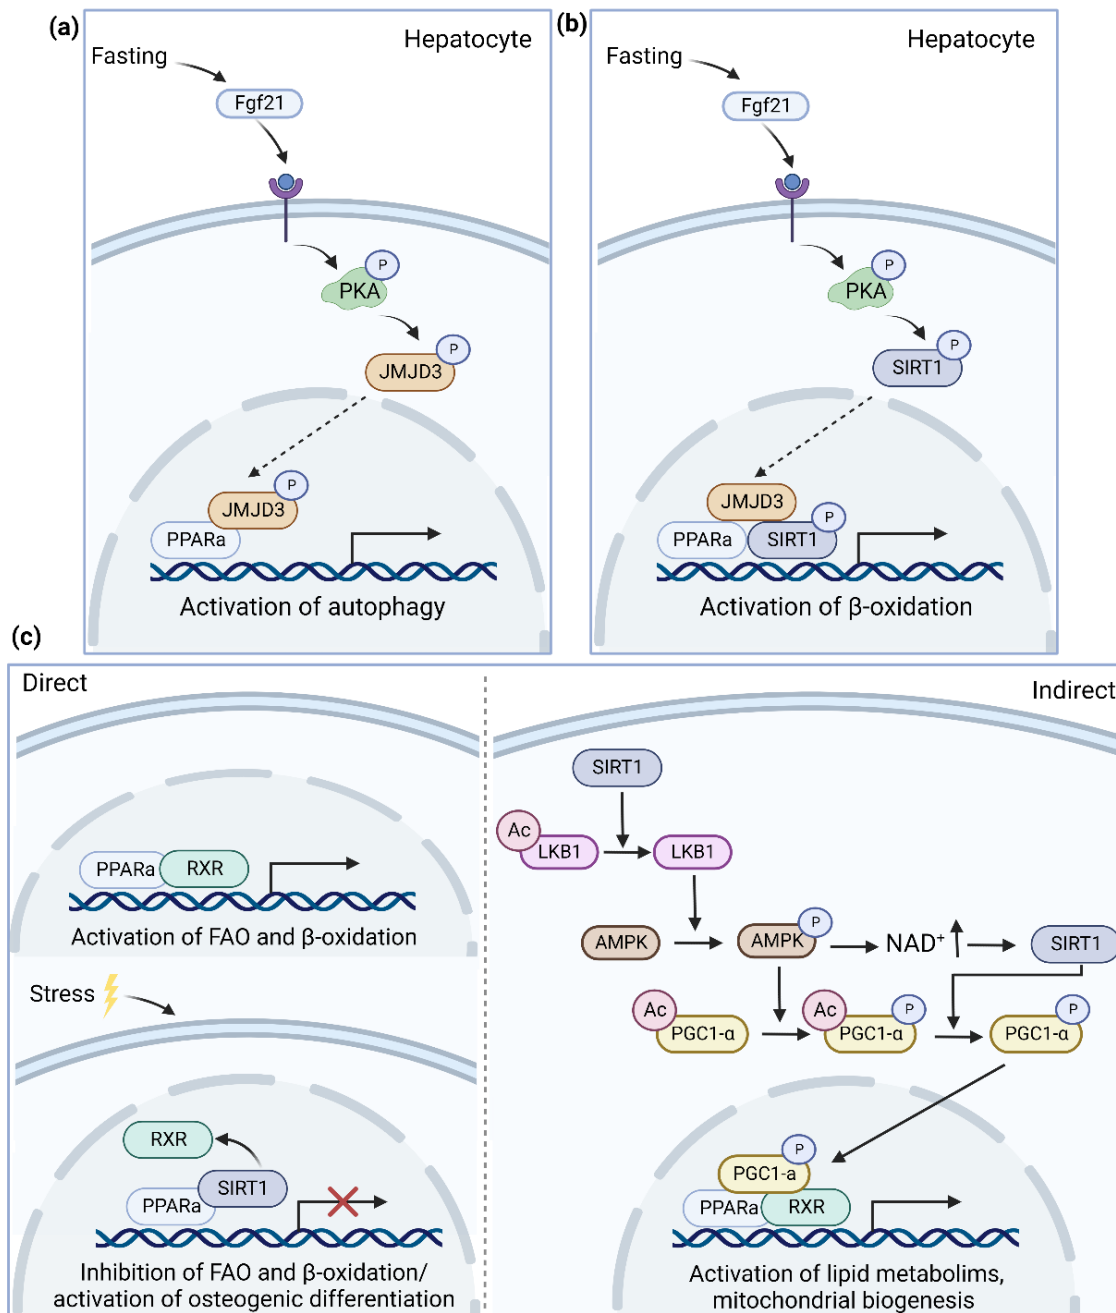 (a)
Hepatocyte
Fasting
Fgf21
P
PKA
P
JMJD3
P
JMJD3
PPARa
Activation of autophagy
(b)
Hepatocyte
Fasting
Fgf21
P
PKA
P
SIRT1
JMJD3
P
PPARa
SIRT1
Activation of β-oxidation
(c)
Direct
PPARa
RXR
Activation of FAO and β-oxidation
Stress
RXR
SIRT1
PPARa
Inhibition of FAO and β-oxidation/
activation of osteogenic differentiation
Indirect
SIRT1
Ac
LKB1
LKB1
AMPK
P
AMPK
NAD⁺
SIRT1
Ac
PGC1-α
Ac
P
PGC1-α
P
PGC1-α
P
PGC1-a
PPARa
RXR
Activation of lipid metabolims,
mitochondrial biogenesis